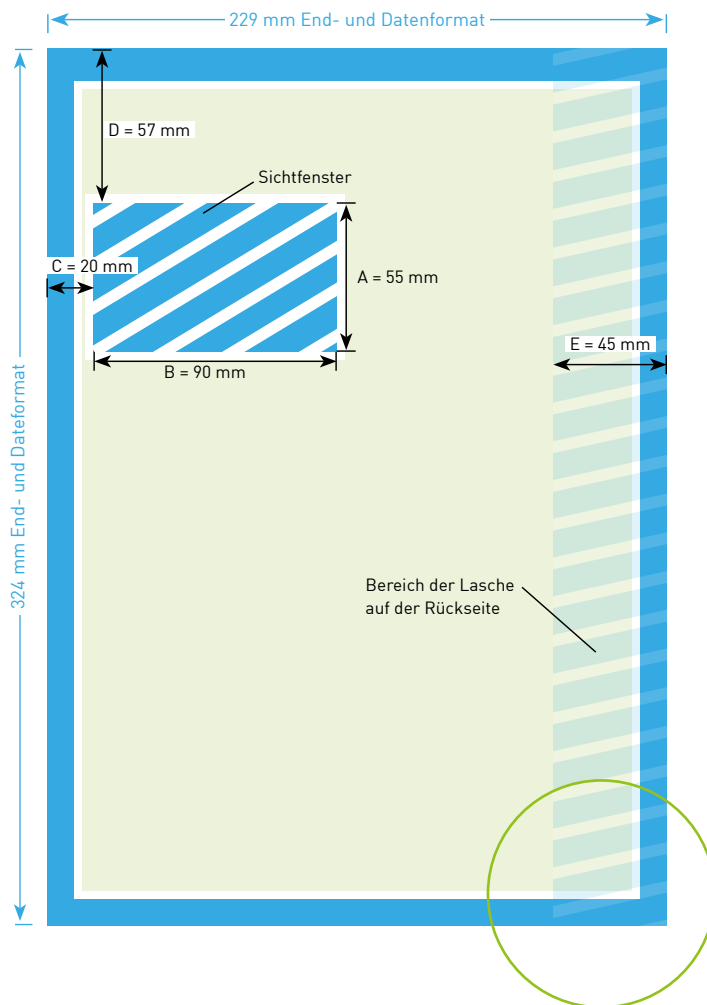 229 mm End- und Datenformat
D = 57 mm
Sichtfenster
C = 20 mm
A = 55 mm
E = 45 mm
B = 90 mm
324 mm End- und Dateformat
Bereich der Lasche
auf der Rückseite